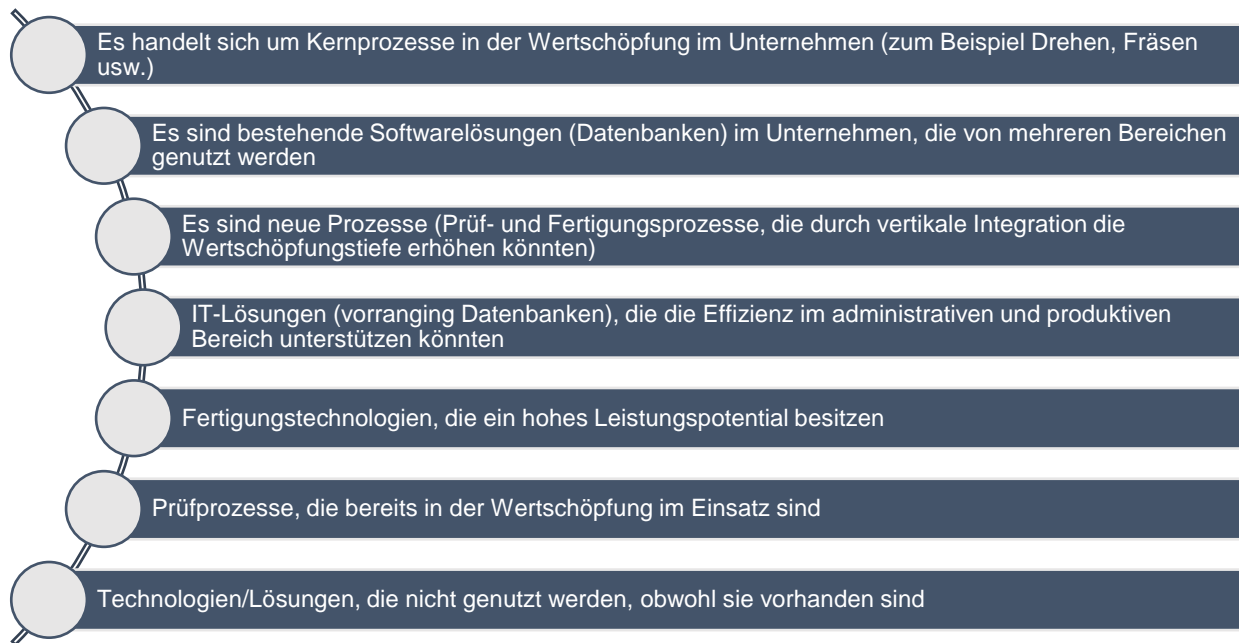 Es handelt sich um Kernprozesse in der Wertschöpfung im Unternehmen (zum Beispiel Drehen, Fräsen
usw.)
Es sind bestehende Softwarelösungen (Datenbanken) im Unternehmen, die von mehreren Bereichen
genutzt werden
Es sind neue Prozesse (Prüf- und Fertigungsprozesse, die durch vertikale Integration die
Wertschöpfungstiefe erhöhen könnten)
IT-Lösungen (vorranging Datenbanken), die die Effizienz im administrativen und produktiven
Bereich unterstützen könnten
Fertigungstechnologien, die ein hohes Leistungspotential besitzen
Prüfprozesse, die bereits in der Wertschöpfung im Einsatz sind
Technologien/Lösungen, die nicht genutzt werden, obwohl sie vorhanden sind